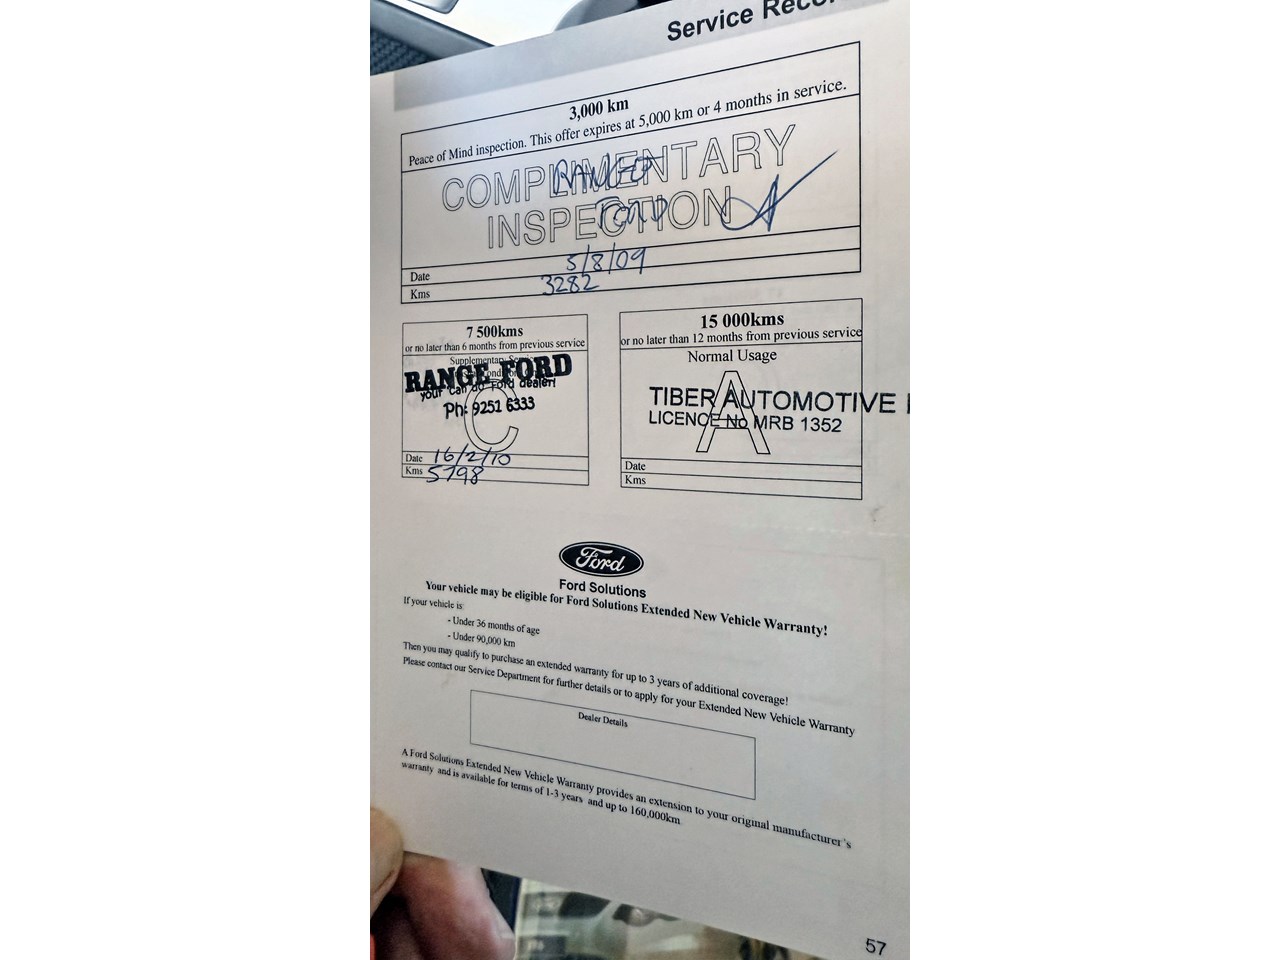 Service
3,000 km
Peace of Mind inspection. This offer expires at 5,000 km or 4 months in service.
COMPLIMENTARY
INSPECTION
RANGE
FORD
Date 5/8/09
Kms 3282
7 500kms
or no later than 6 months from previous service
Supplementary
RANGE FORD
your 'can do' Ford dealer!
Ph: 9251 6333
C
Date 16/2/10
Kms 5798
15 000kms
or no later than 12 months from previous service
Normal Usage
A
TIBER AUTOMOTIVE
LICENCE No MRB 1352
Date
Kms
Ford
Ford Solutions
Your vehicle may be eligible for Ford Solutions Extended New Vehicle Warranty!
If your vehicle is:
- Under 36 months of age
- Under 90,000 km
Then you may qualify to purchase an extended warranty for up to 3 years of additional coverage!
Please contact our Service Department for further details or to apply for your Extended New Vehicle Warranty
Dealer Details
A Ford Solutions Extended New Vehicle Warranty provides an extension to your original manufacturer's
warranty and is available for terms of 1-3 years and up to 160,000km
57